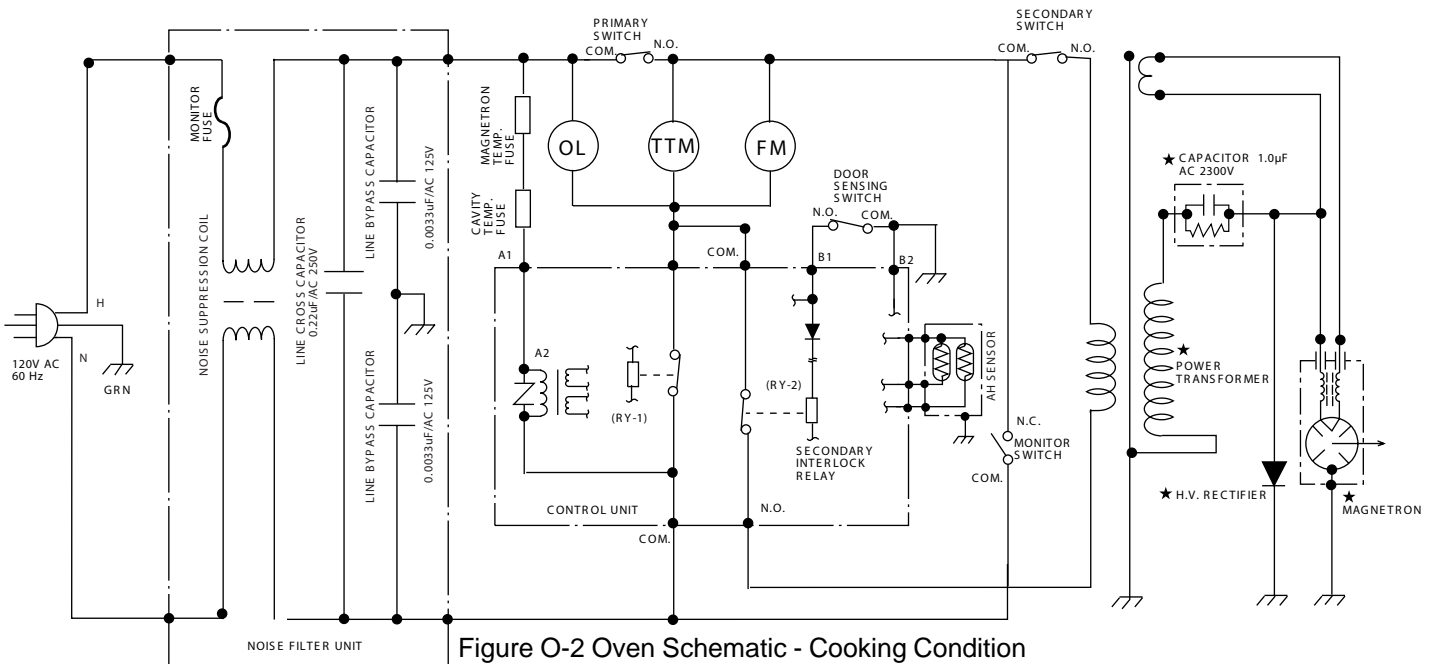 PRIMARY
SWITCH
COM.
N.O.
SECONDARY
SWITCH
COM.
N.O.
MONITOR
FUSE
LINE BYPASS CAPACITOR
0.0033uF/AC 125V
MAGNETRON
TEMP.
FUSE
OL
TTM
FM
CAVITY
TEMP.
FUSE
DOOR
SENSING
SWITCH
N.O.
COM.
★ CAPACITOR 1.0µF
AC 2300V
NOISE SUPPRESSION COIL
LINE CROSS CAPACITOR
0.22uF/AC 250V
A1
COM.
B1
B2
H
N
120V AC
60 Hz
GRN
LINE BYPASS CAPACITOR
0.0033uF/AC 125V
A2
(RY-1)
(RY-2)
AH SENSOR
★
POWER
TRANSFORMER
SECONDARY
INTERLOCK
RELAY
N.C.
MONITOR
SWITCH
COM.
★ H.V. RECTIFIER
★
MAGNETRON
CONTROL UNIT
N.O.
COM.
NOISE FILTER UNIT
Figure O-2 Oven Schematic - Cooking Condition